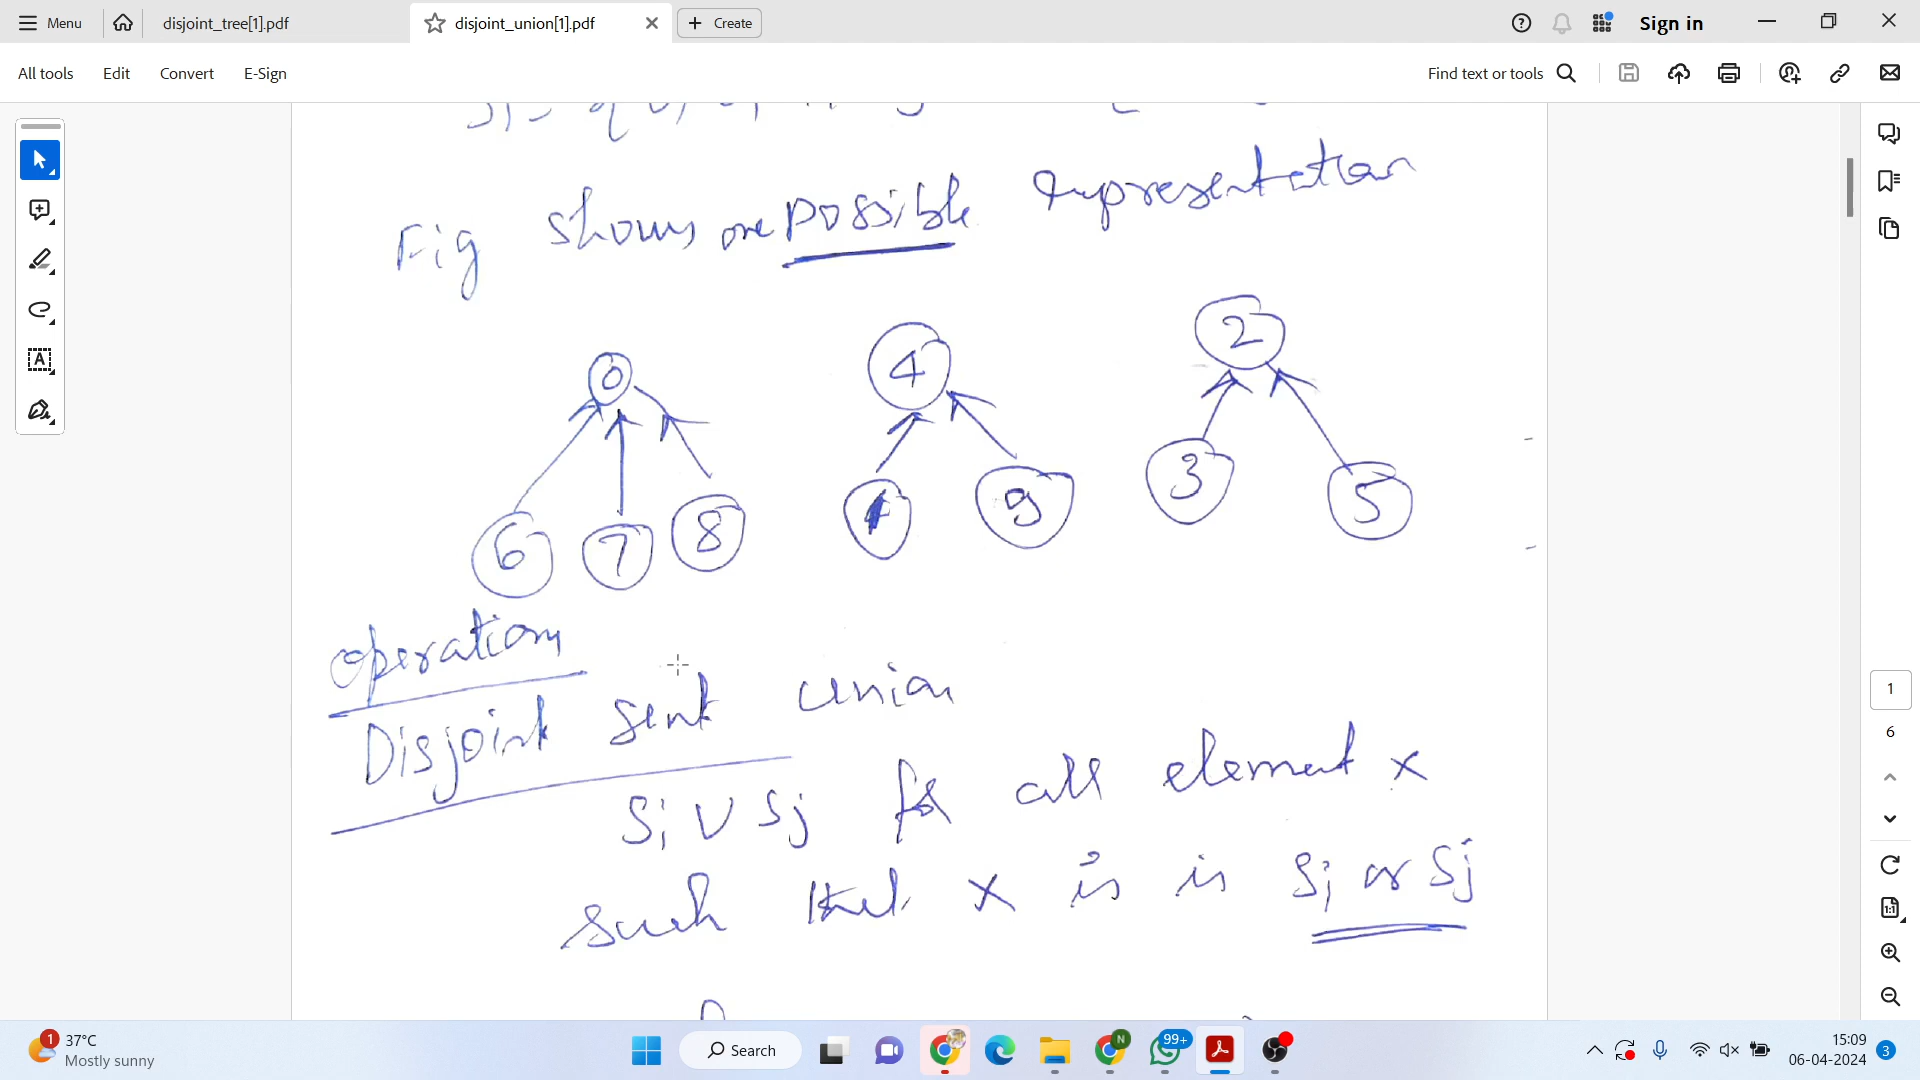 Menu disjoint_tree[1].pdf disjoint_union[1].pdf Create Sign in
All tools Edit Convert E-Sign Find text or tools
Fig shows one possible representation
0 4 2
6 7 8 9 3 5
operation
Disjoint union
Si U Sj for all element x
such that x is is Si or Sj
1
6
1 37°C
Mostly sunny
Search
N
99+
15:09
06-04-2024
3